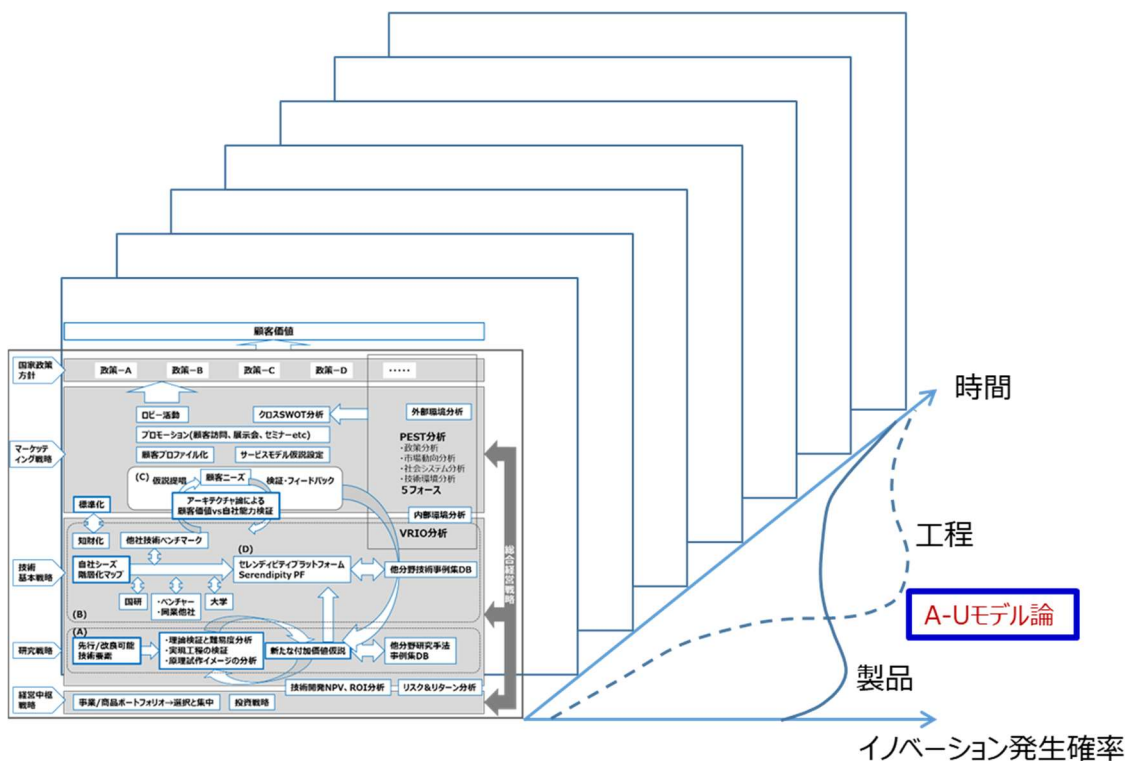 顧客価値
国家政策
方針
政策-A
政策-B
政策-C
政策-D
・・・・・
ロビー活動
クロスSWOT分析
外部環境分析
プロモーション(顧客訪問、展示会、セミナーetc)
顧客プロファイル化
サービスモデル仮説設定
PEST分析
・政策分析
・市場動向分析
・社会システム分析
・技術環境分析
5フォース
マーケッ
ティング戦略
(C)
仮説提唱
顧客ニーズ
検証・フィードバック
アーキテクチャ論による
顧客価値vs自社能力検証
標準化
内部環境分析
VRIO分析
知財化
他社技術ベンチマーク
(D)
技術
基本戦略
自社シーズ
階層化マップ
セレンディピティプラットフォーム
Serendipity PF
他分野技術事例集DB
国研
・ベンチャー
・同業他社
大学
(B)
総合経営戦略
(A)
研究戦略
先行/改良可能
技術要素
・理論検証と難易度分析
・実現工程の検証
・原理試作イメージの分析
新たな付加価値仮説
他分野研究手法
事例集DB
技術開発NPV、ROI分析
リスク&リターン分析
経営中枢
戦略
事業/商品ポートフォリオ→選択と集中
投資戦略
時間
工程
A-Uモデル論
製品
イノベーション発生確率